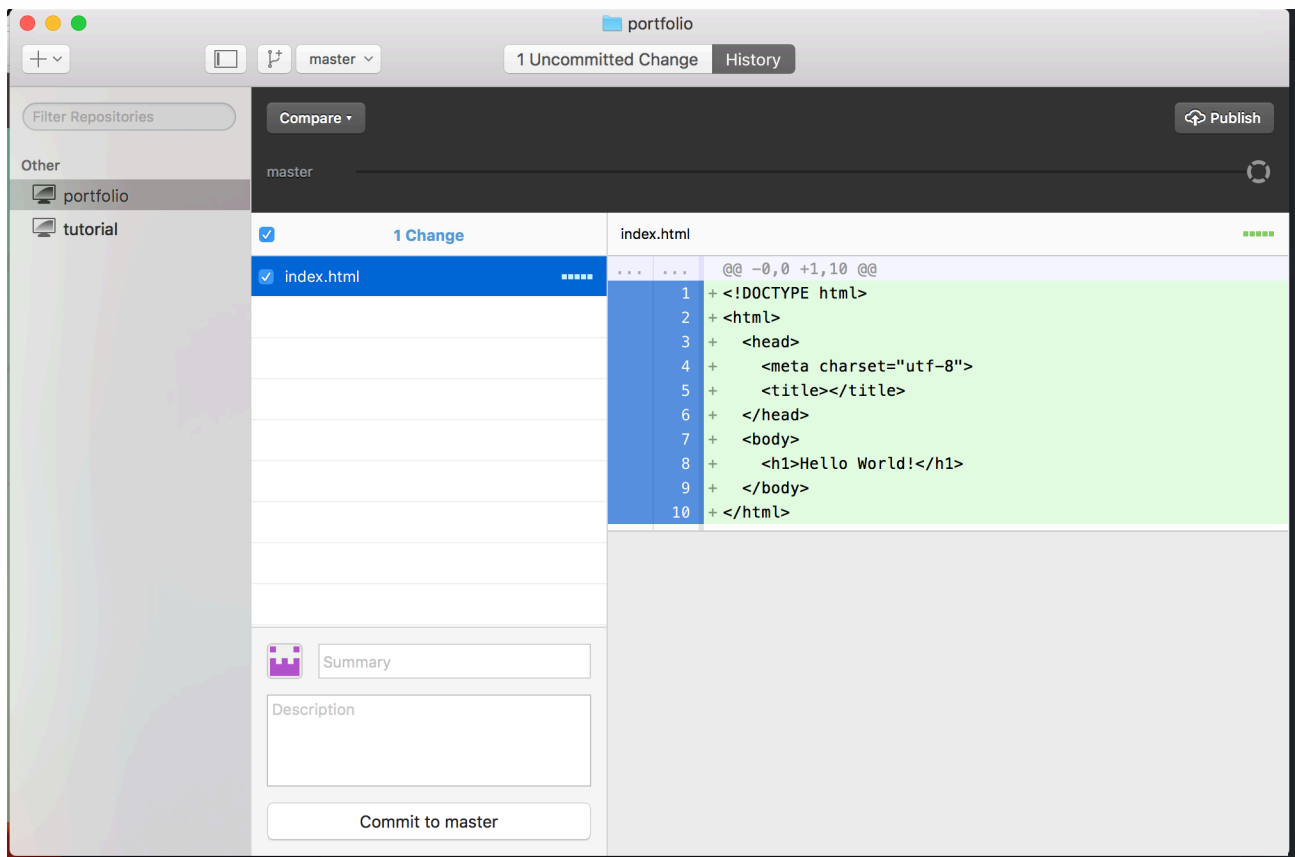 portfolio
master
1 Uncommitted Change
History
Filter Repositories
Compare
Publish
Other
master
portfolio
tutorial
1 Change
index.html
index.html
... ... @@ -0,0 +1,10 @@
1 +<!DOCTYPE html>
2 +<html>
3 +  <head>
4 +    <meta charset="utf-8">
5 +    <title></title>
6 +  </head>
7 +  <body>
8 +    <h1>Hello World!</h1>
9 +  </body>
10 +</html>
Summary
Description
Commit to master